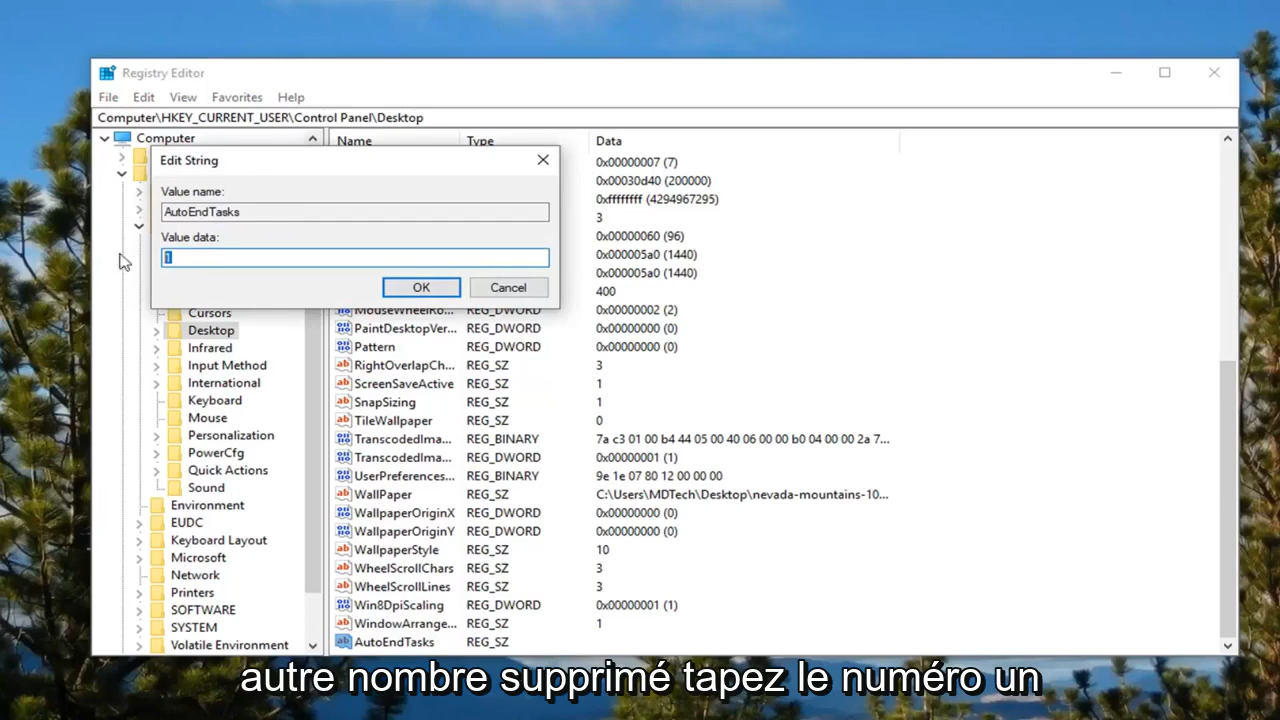 Registry Editor
File Edit View Favorites Help
Computer\HKEY_CURRENT_USER\Control Panel\Desktop
Computer
Name Type Data
Edit String
Value name:
AutoEndTasks
Value data:
1
OK Cancel
0x00000007 (7)
0x00030d40 (200000)
0xffffffff (4294967295)
3
0x00000060 (96)
0x000005a0 (1440)
0x000005a0 (1440)
400
Cursors
Desktop
Infrared
Input Method
International
Keyboard
Mouse
Personalization
PowerCfg
Quick Actions
Sound
Environment
EUDC
Keyboard Layout
Microsoft
Network
Printers
SOFTWARE
SYSTEM
Volatile Environment
MouseWheelRo... REG_DWORD 0x00000002 (2)
PaintDesktopVer... REG_DWORD 0x00000000 (0)
Pattern REG_DWORD 0x00000000 (0)
RightOverlapCh... REG_SZ 3
ScreenSaveActive REG_SZ 1
SnapSizing REG_SZ 1
TileWallpaper REG_SZ 0
TranscodedIma... REG_BINARY 7a c3 01 00 b4 44 05 00 40 06 00 00 b0 04 00 00 2a 7...
TranscodedIma... REG_DWORD 0x00000001 (1)
UserPreferences... REG_BINARY 9e 1e 07 80 12 00 00 00
WallPaper REG_SZ C:\Users\MDTech\Desktop\nevada-mountains-10...
WallpaperOriginX REG_DWORD 0x00000000 (0)
WallpaperOriginY REG_DWORD 0x00000000 (0)
WallpaperStyle REG_SZ 10
WheelScrollChars REG_SZ 3
WheelScrollLines REG_SZ 3
Win8DpiScaling REG_DWORD 0x00000001 (1)
WindowArrange... REG_SZ 1
AutoEndTasks REG_SZ
autre nombre supprimé tapez le numéro un